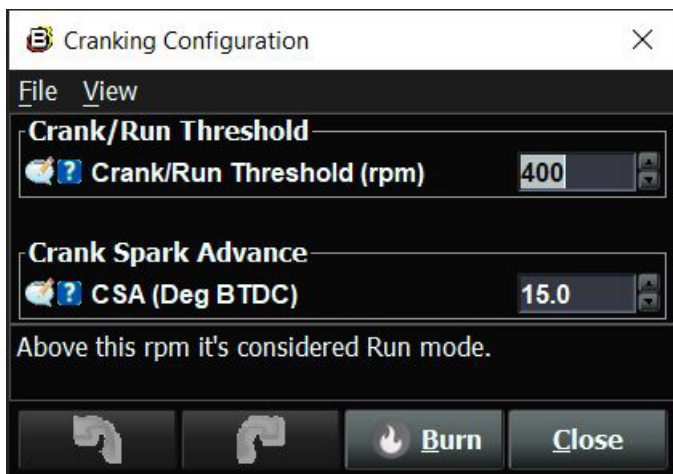 Cranking Configuration
File View
Crank/Run Threshold
Crank/Run Threshold (rpm) 400
Crank Spark Advance
CSA (Deg BTDC) 15.0
Above this rpm it's considered Run mode.
Burn Close